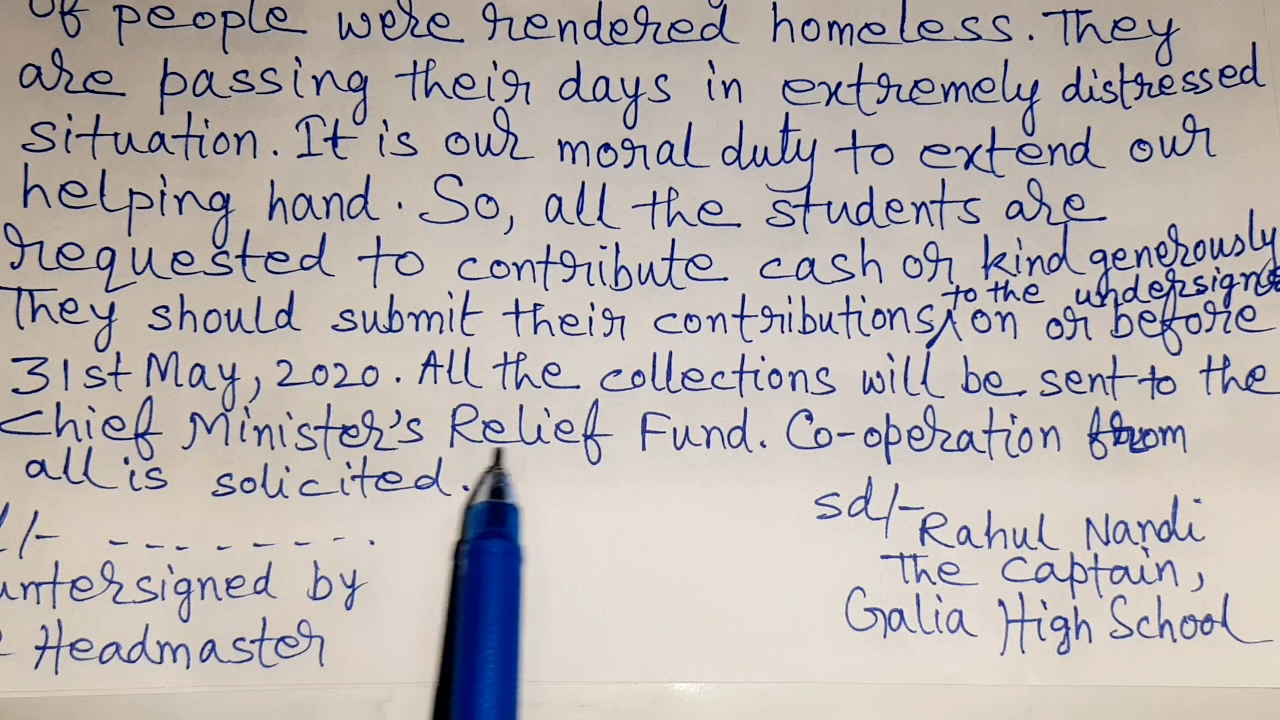 of people were rendered homeless. They
are passing their days in extremely distressed
situation. It is our moral duty to extend our
helping hand. So, all the students are
requested to contribute cash or kind generously
to the undersigne
They should submit their contributions, on or before
31st May, 2020. All the collections will be sent to the
Chief Minister's Relief Fund. Co-operation from
all is solicited.
/- - - - - - - - - .
sd/- Rahul Nandi
untersigned by
The Captain,
Headmaster
Galia High School